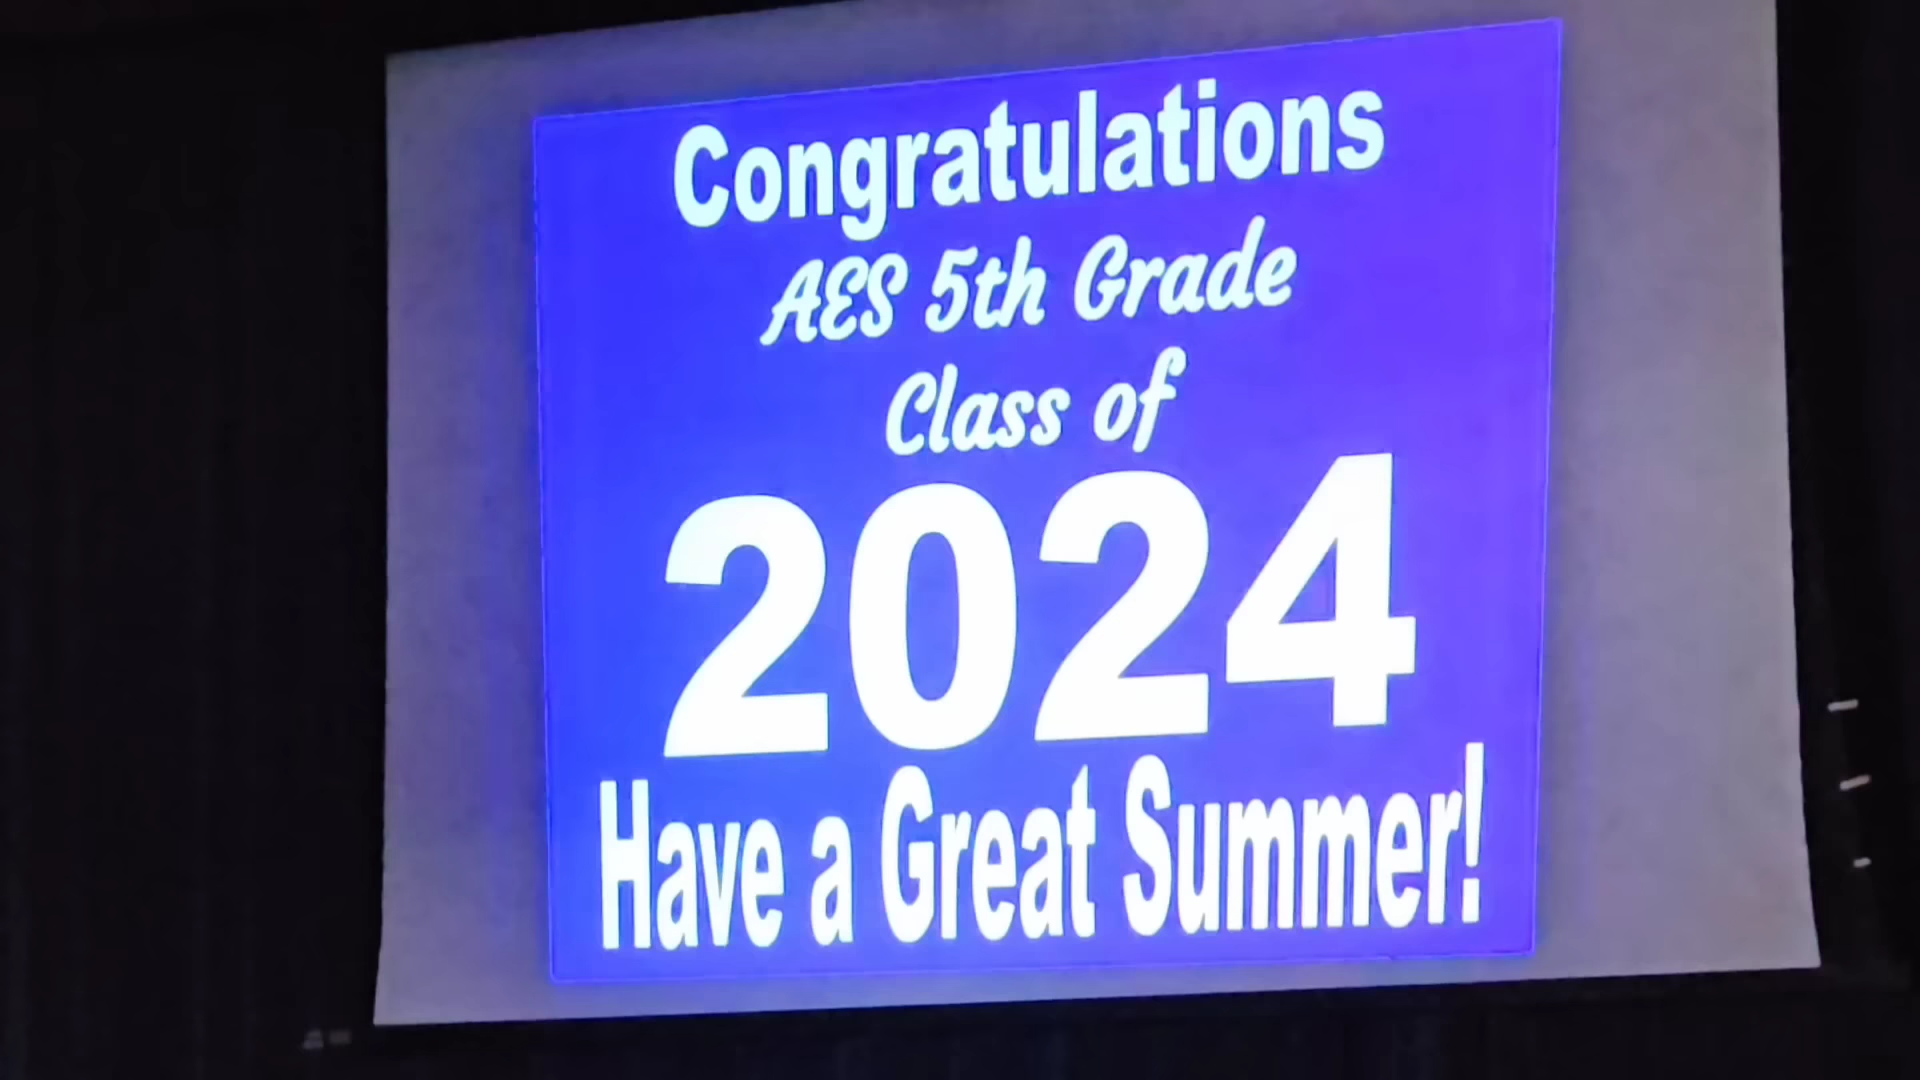 Congratulations
AES 5th Grade
Class of
2024
Have a Great Summer!